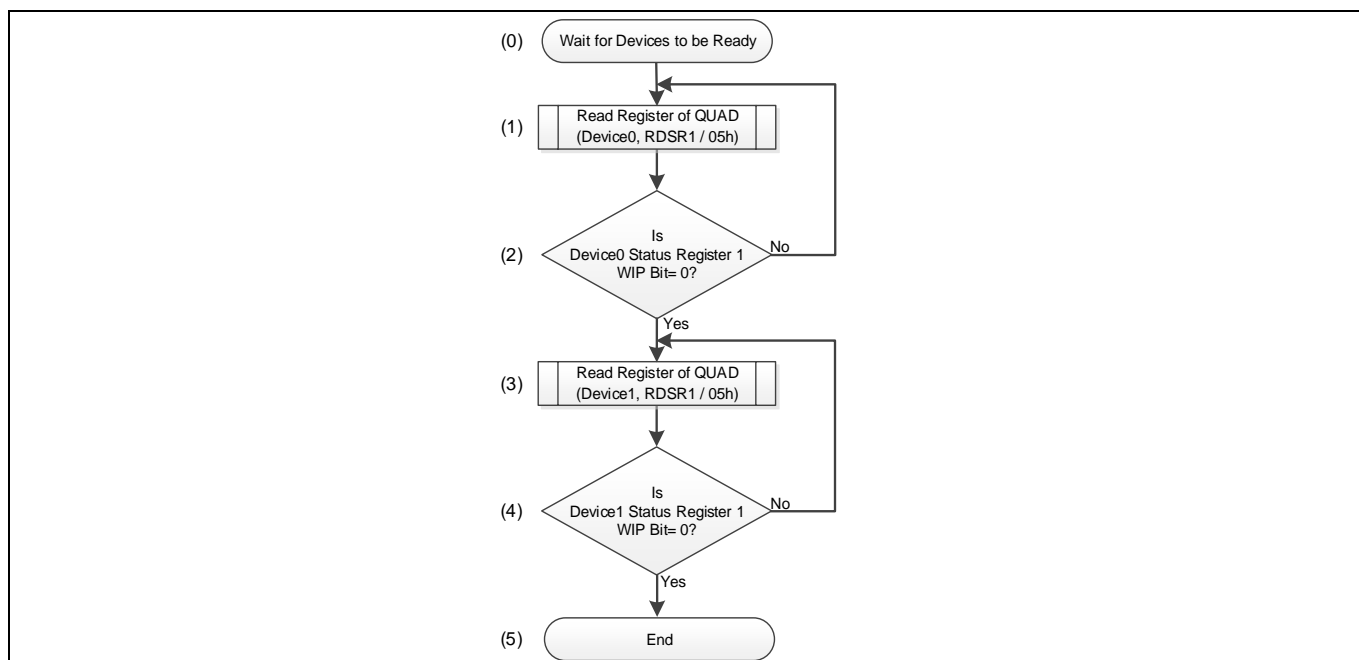 (0) Wait for Devices to be Ready
(1) Read Register of QUAD
(Device0, RDSR1 / 05h)
Is
(2) Device0 Status Register 1
No
WIP Bit= 0?
Yes
(3) Read Register of QUAD
(Device1, RDSR1 / 05h)
Is
(4) Device1 Status Register 1
No
WIP Bit= 0?
Yes
(5) End